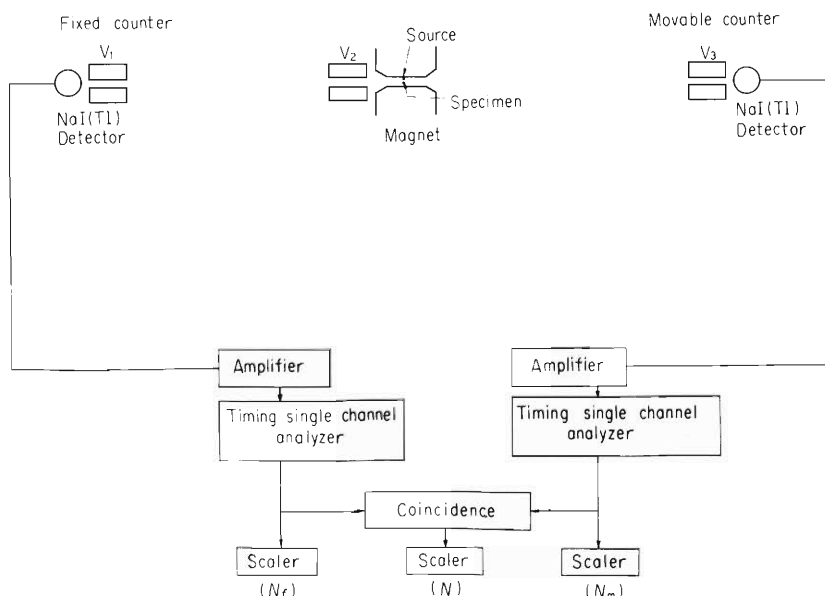 Fixed counter
Movable counter
V1
V2
Source
V3
Specimen
NaI(Tl)
Detector
Magnet
NaI(Tl)
Detector
Amplifier
Amplifier
Timing single channel
analyzer
Timing single channel
analyzer
Coincidence
Scaler
Scaler
Scaler
(Nf)
(N)
(Nm)